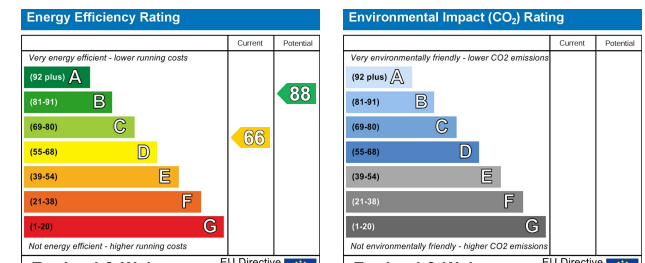 Energy Efficiency Rating
Current Potential
Very energy efficient - lower running costs
(92 plus) A
(81-91) B
88
(69-80) C
66
(55-68) D
(39-54) E
(21-38) F
(1-20) G
Not energy efficient - higher running costs
EU Directive
Environmental Impact (CO2) Rating
Current Potential
Very environmentally friendly - lower CO2 emissions
(92 plus) A
(81-91) B
(69-80) C
(55-68) D
(39-54) E
(21-38) F
(1-20) G
Not environmentally friendly - higher CO2 emissions
EU Directive